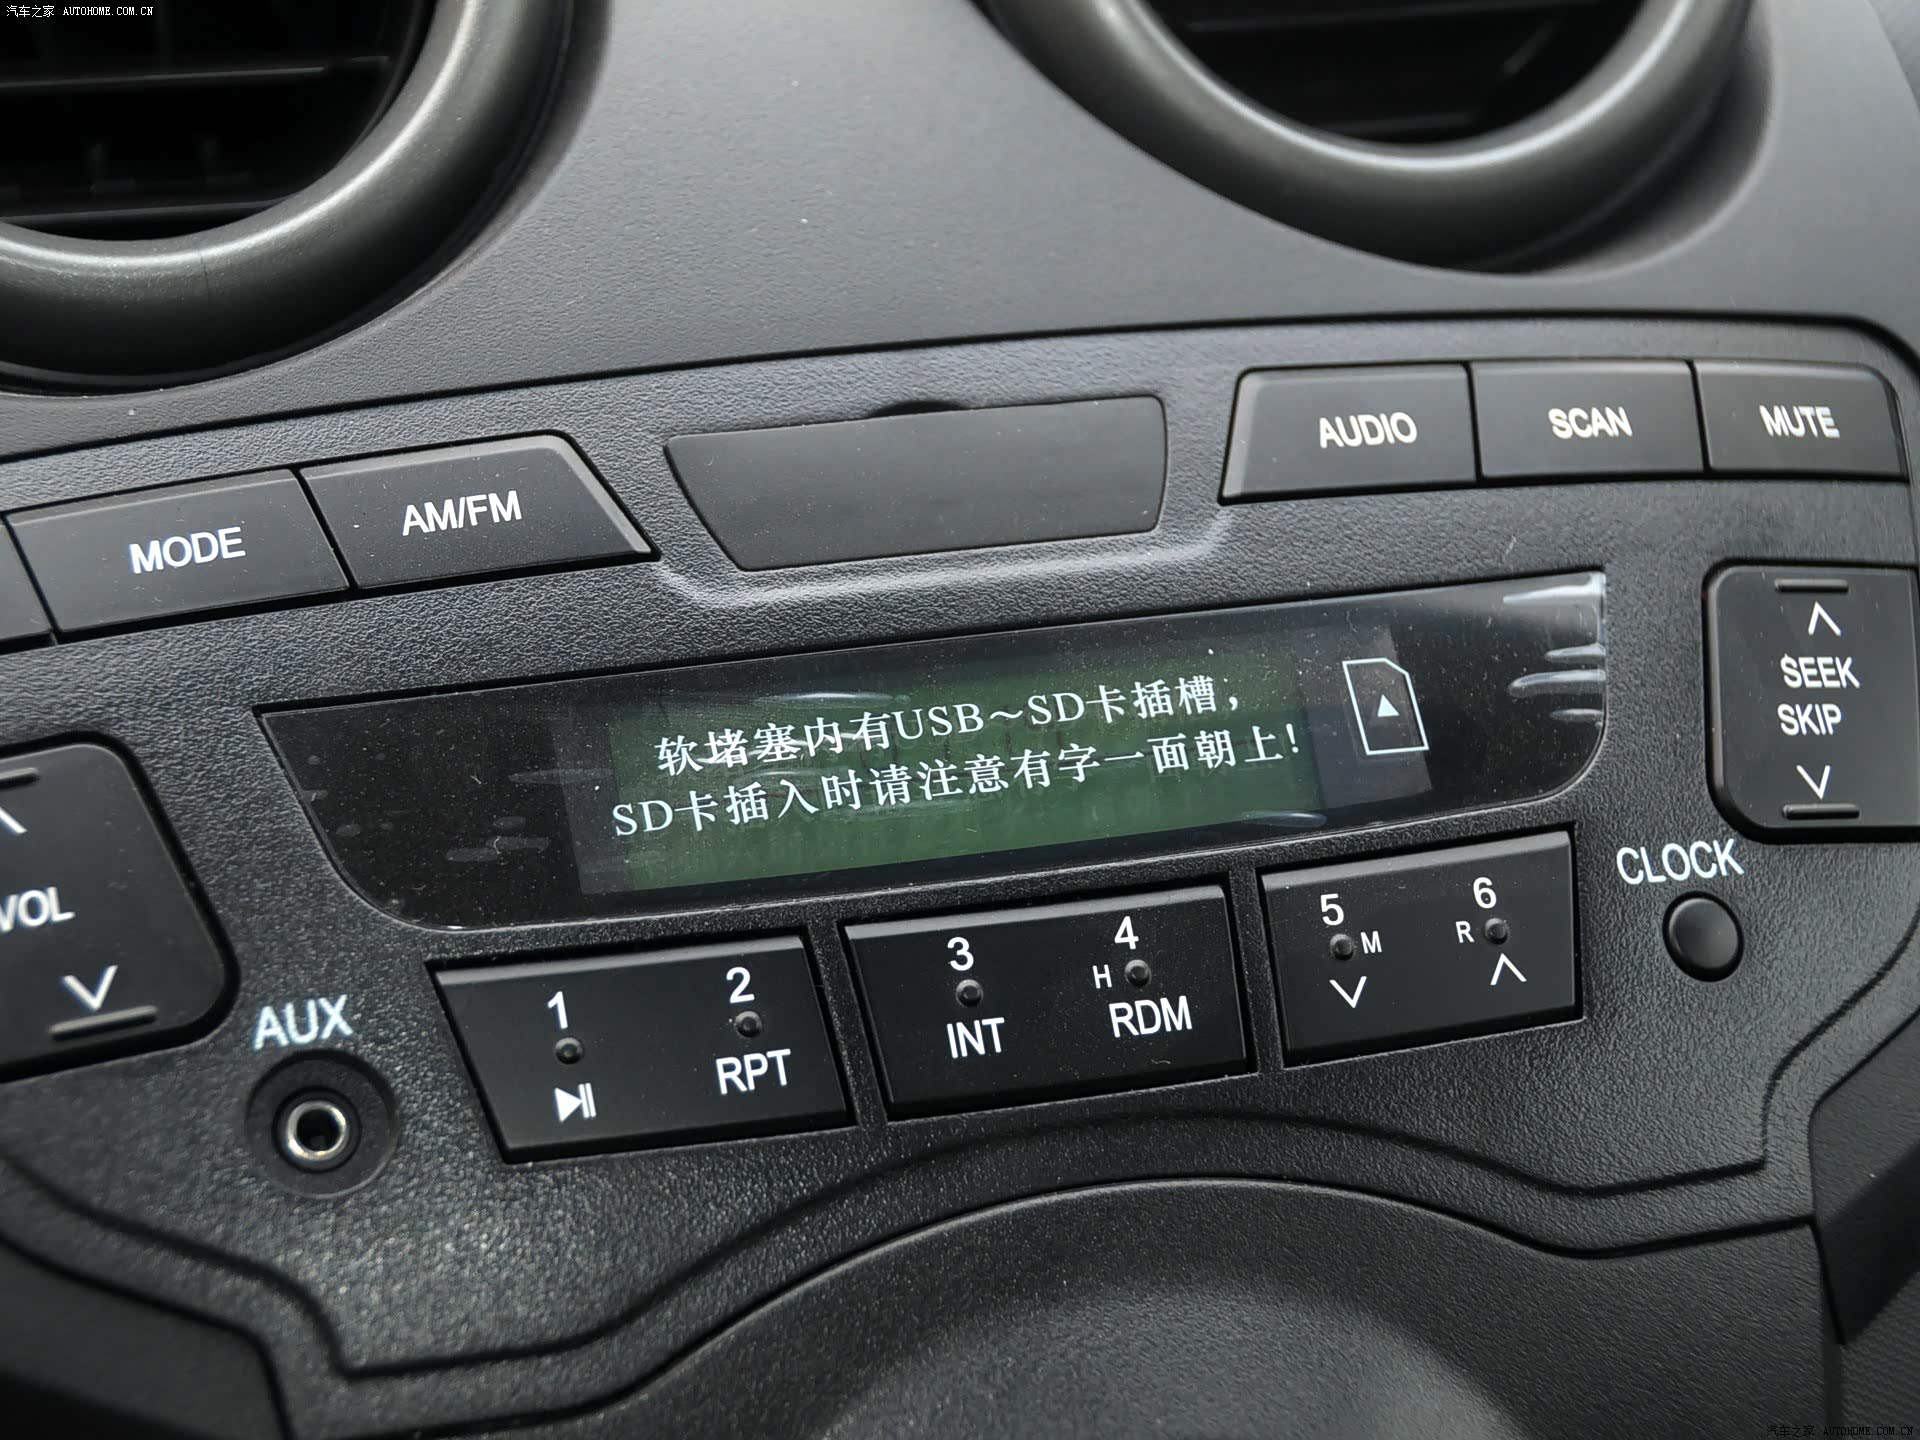 汽车之家 AUTOHOME.COM.CN
AUDIO
SCAN
MUTE
MODE
AM/FM
SEEK
SKIP
软堵塞内有USB~SD卡插槽，
SD卡插入时请注意有字一面朝上！
VOL
CLOCK
AUX
1
2
RPT
3
INT
4
H
RDM
5
M
6
R
汽车之家 AUTOHOME.COM.CN